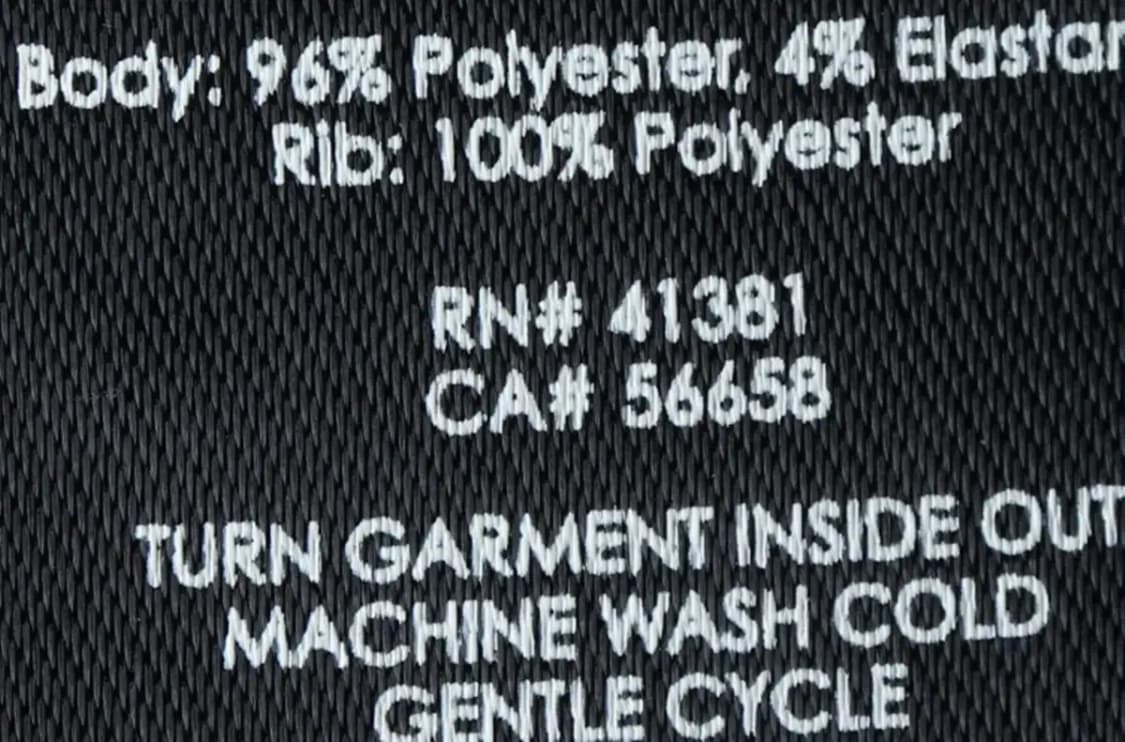 Body: 96% Polyester, 4% Elastan
Rib: 100% Polyester
RN# 41381
CA# 56658
TURN GARMENT INSIDE OUT
MACHINE WASH COLD
GENTLE CYCLE